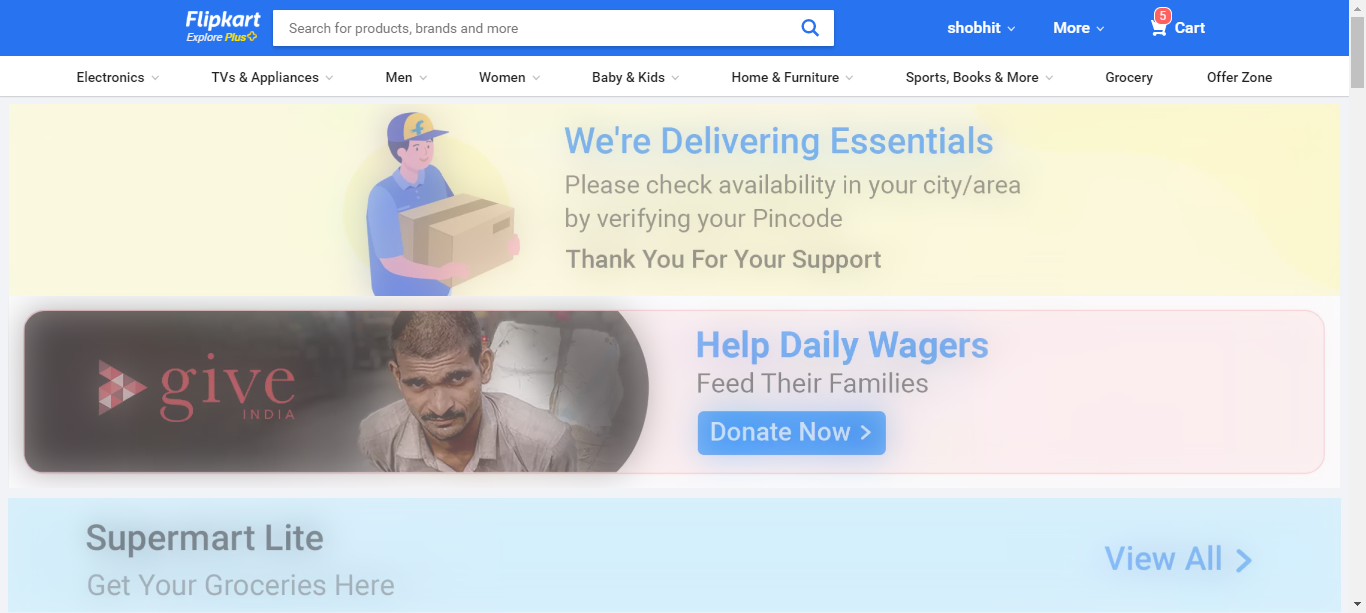 Flipkart
Explore Plus
Search for products, brands and more
shobhit
More
5
Cart
Electronics
TVs & Appliances
Men
Women
Baby & Kids
Home & Furniture
Sports, Books & More
Grocery
Offer Zone
We're Delivering Essentials
Please check availability in your city/area
by verifying your Pincode
Thank You For Your Support
give
INDIA
Help Daily Wagers
Feed Their Families
Donate Now >
Supermart Lite
Get Your Groceries Here
View All >